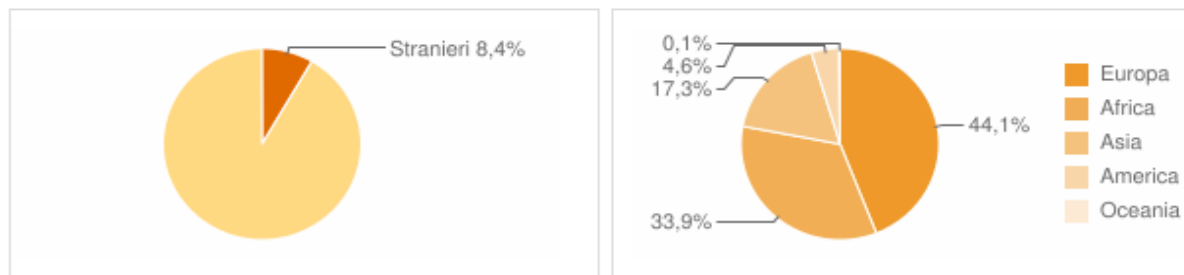 Stranieri 8,4%
0,1%
4,6%
17,3%
33,9%
44,1%
Europa
Africa
Asia
America
Oceania